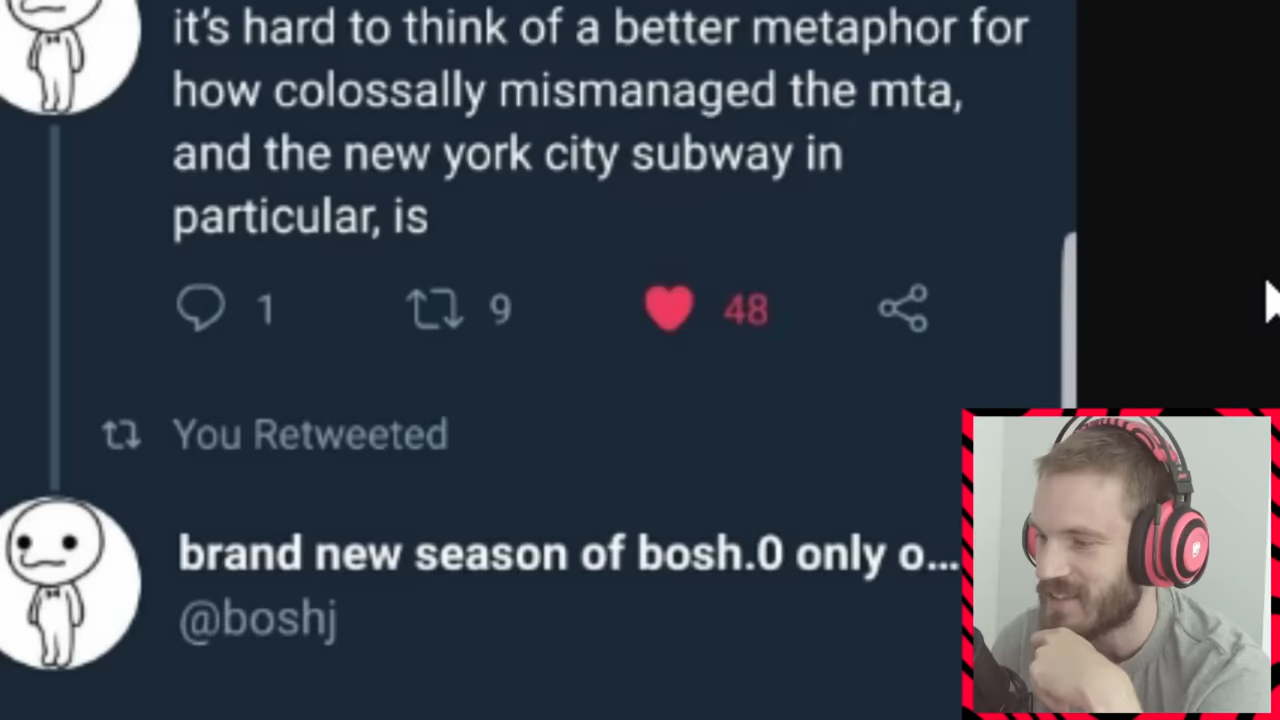 it's hard to think of a better metaphor for
how colossally mismanaged the mta,
and the new york city subway in
particular, is
1 9 48
You Retweeted
brand new season of bosh.0 only o...
@boshj